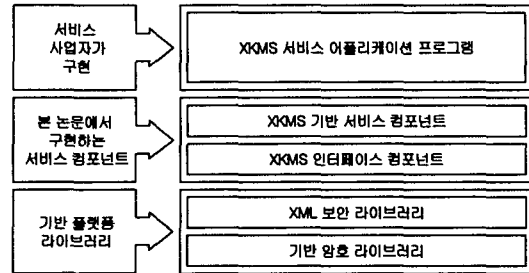 서비스
사업자가
구현
XKMS 서비스 어플리케이션 프로그램
본 논문에서
구현하는
서비스 컴포넌트
XKMS 기반 서비스 컴포넌트
XKMS 인터페이스 컴포넌트
기반 플랫폼
라이브러리
XML 보안 라이브러리
기반 암호 라이브러리